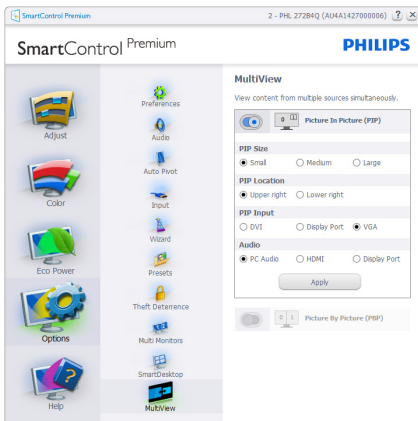 SmartControl Premium
2 - PHL 272B4Q (AU4A1427000006) ? X
SmartControl Premium
PHILIPS
Adjust
Color
Eco Power
Options
Help
Preferences
Audio
Auto Pivot
Input
Wizard
Presets
Theft Deterrence
Multi Monitors
SmartDesktop
MultiView
MultiView
View content from multiple sources simultaneously.
Picture In Picture (PIP)
PIP Size
Small Medium Large
PIP Location
Upper right Lower right
PIP Input
DVI Display Port VGA
Audio
PC Audio HDMI Display Port
Apply
Picture By Picture (PBP)